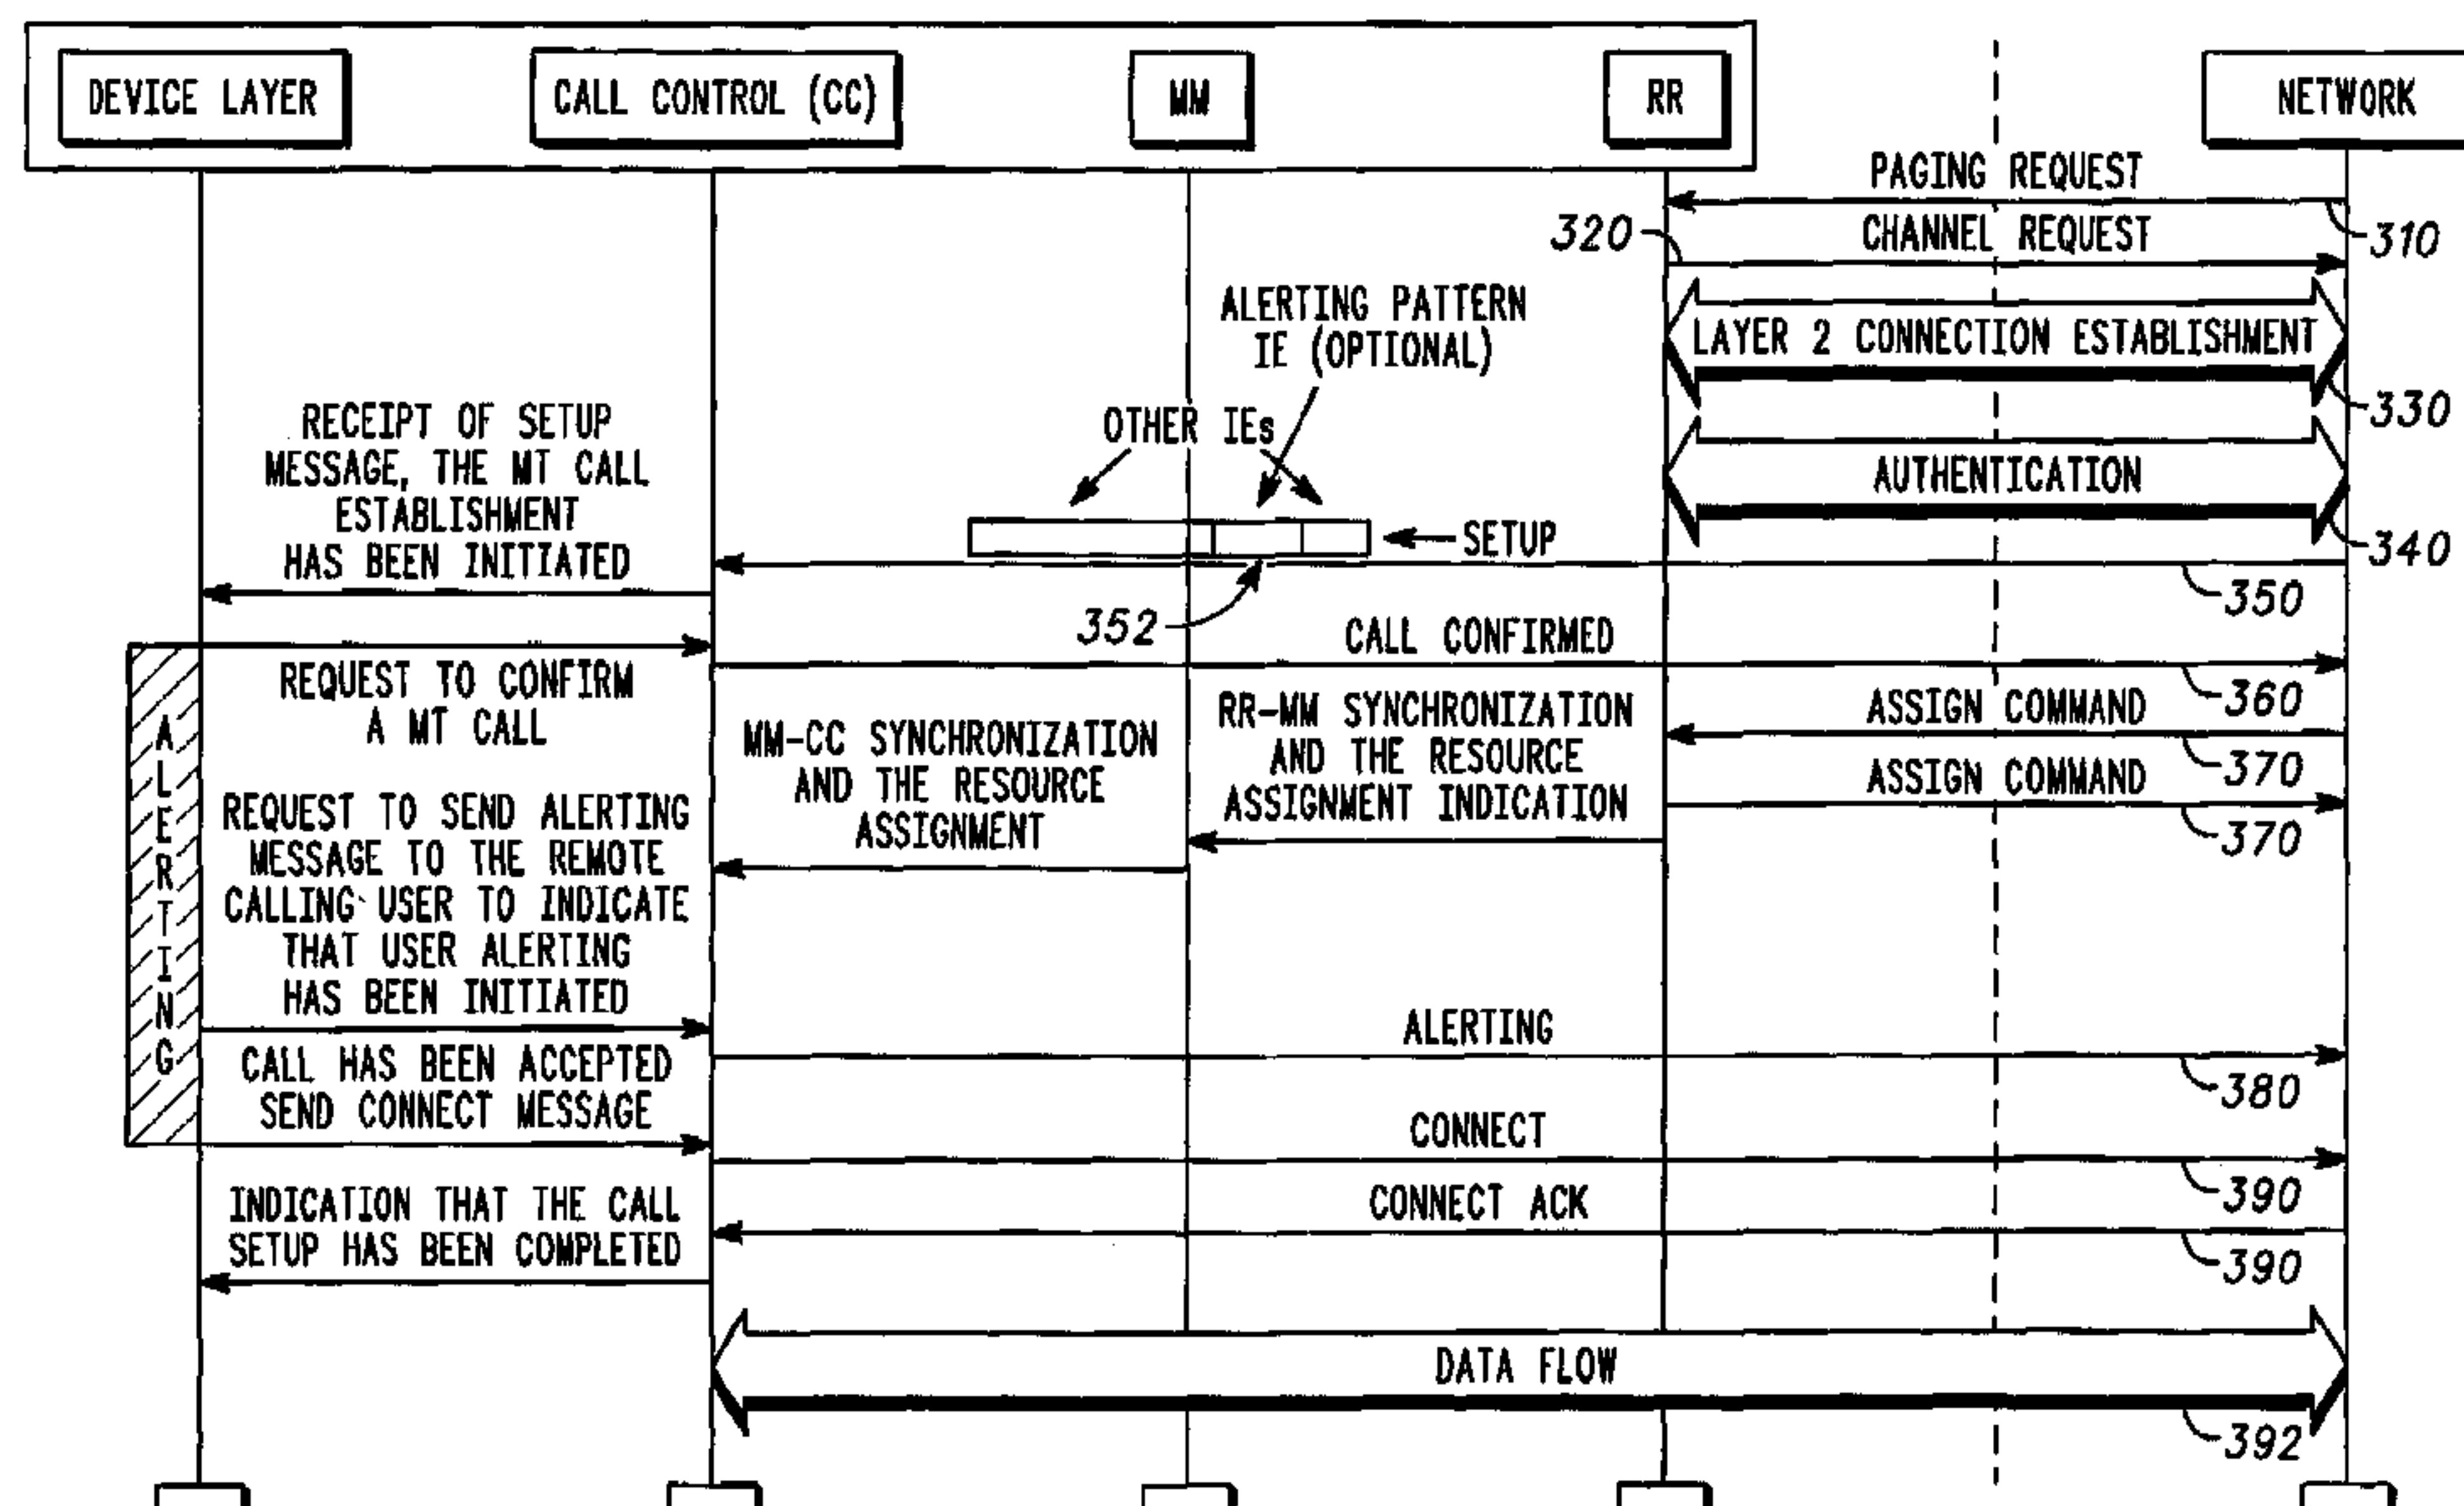 DEVICE LAYER
CALL CONTROL (CC)
MM
RR
NETWORK
PAGING REQUEST
310
320
CHANNEL REQUEST
ALERTING PATTERN
IE (OPTIONAL)
LAYER 2 CONNECTION ESTABLISHMENT
330
OTHER IEs
RECEIPT OF SETUP
MESSAGE, THE MT CALL
ESTABLISHMENT
HAS BEEN INITIATED
AUTHENTICATION
340
SETUP
350
352
CALL CONFIRMED
360
REQUEST TO CONFIRM
A MT CALL
ALERTING
MM-CC SYNCHRONIZATION
AND THE RESOURCE
ASSIGNMENT
RR-MM SYNCHRONIZATION
AND THE RESOURCE
ASSIGNMENT INDICATION
ASSIGN COMMAND
370
ASSIGN COMMAND
370
REQUEST TO SEND ALERTING
MESSAGE TO THE REMOTE
CALLING USER TO INDICATE
THAT USER ALERTING
HAS BEEN INITIATED
ALERTING
380
CALL HAS BEEN ACCEPTED
SEND CONNECT MESSAGE
CONNECT
390
INDICATION THAT THE CALL
SETUP HAS BEEN COMPLETED
CONNECT ACK
390
DATA FLOW
392